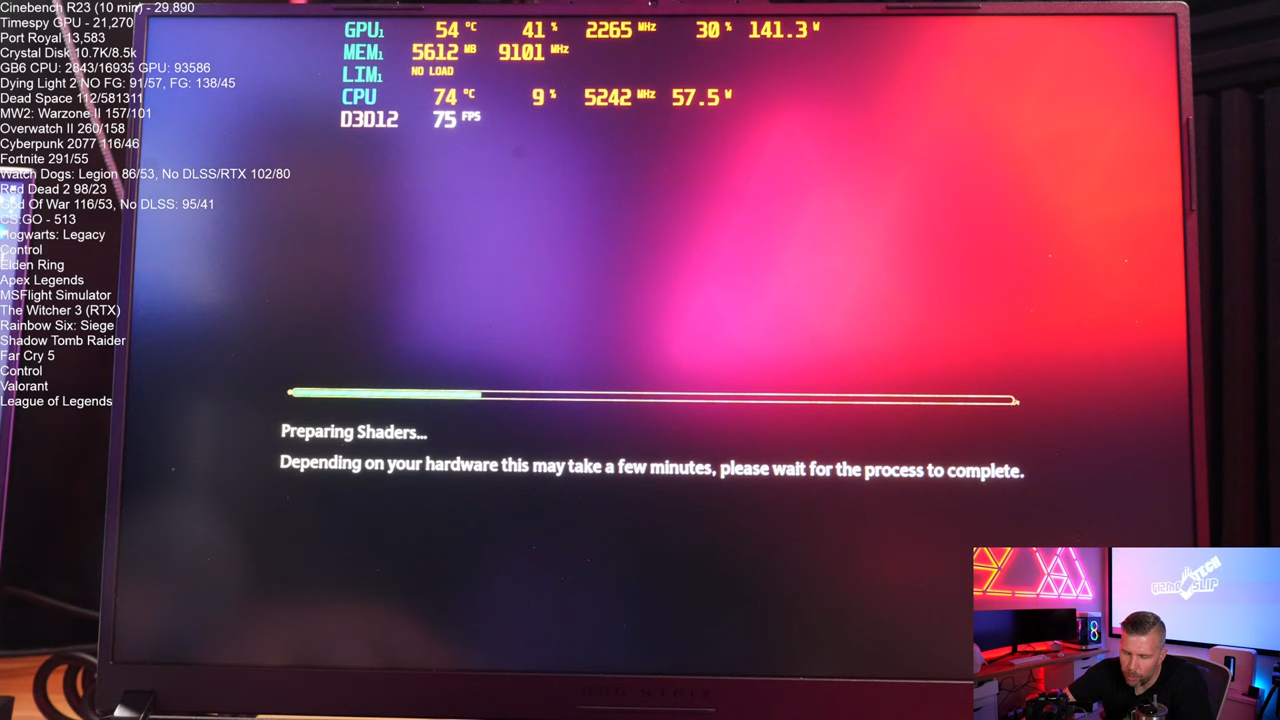 Cinebench R23 (10 min) - 29,890
Timespy GPU - 21,270
Port Royal 13,583
Crystal Disk 10.7K/8.5k
GB6 CPU: 2843/16935 GPU: 93586
Dying Light 2 NO FG: 91/57, FG: 138/45
Dead Space 112/581311
MW2: Warzone II 157/101
Overwatch II 260/158
Cyberpunk 2077 116/46
Fortnite 291/55
Watch Dogs: Legion 86/53, No DLSS/RTX 102/80
Red Dead 2 98/23
God Of War 116/53, No DLSS: 95/41
CS:GO - 513
Hogwarts: Legacy
Control
Elden Ring
Apex Legends
MSFlight Simulator
The Witcher 3 (RTX)
Rainbow Six: Siege
Shadow Tomb Raider
Far Cry 5
Control
Valorant
League of Legends
GPU1 54 °C 41 % 2265 MHz 30 % 141.3 W
MEM1 5612 MB 9101 MHz
LIM1 NO LOAD
CPU 74 °C 9 % 5242 MHz 57.5 W
D3D12 75 FPS
Preparing Shaders...
Depending on your hardware this may take a few minutes, please wait for the process to complete.
GizmoSLIP
TECH